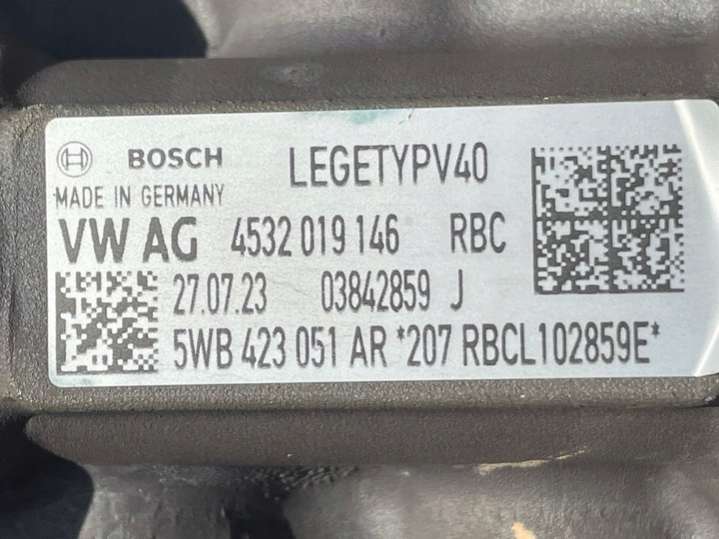 BOSCH LEGETYPV40
MADE IN GERMANY
VW AG 4532 019 146 RBC
27.07.23 03842859 J
5WB 423 051 AR *207 RBCL102859E*